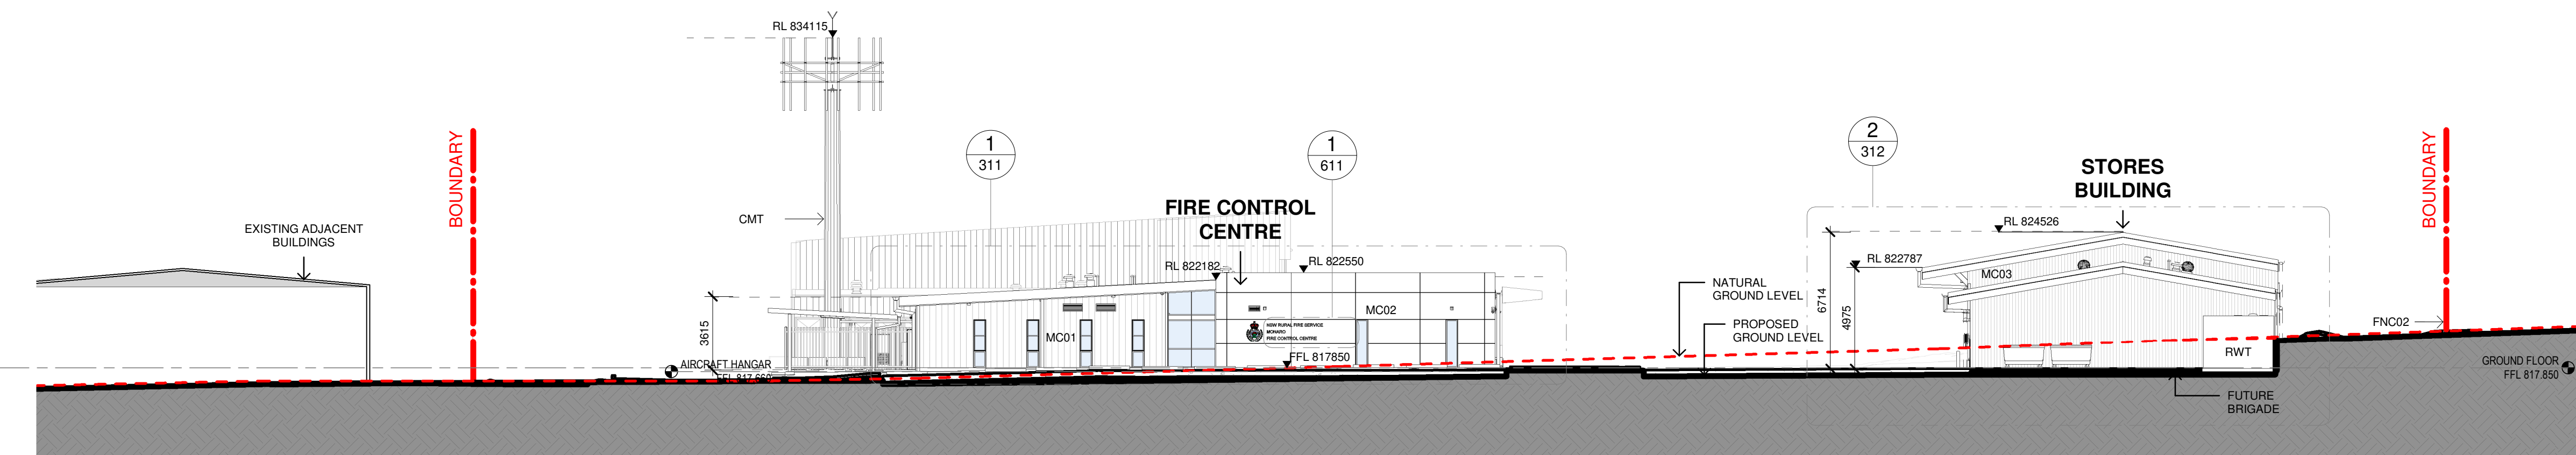 RL 834115
BOUNDARY
BOUNDARY
1
311
1
611
2
312
STORES
BUILDING
FIRE CONTROL
CENTRE
CMT
EXISTING ADJACENT
BUILDINGS
RL 824526
RL 822182
RL 822550
RL 822787
MC03
NATURAL
GROUND LEVEL
6714
4975
3615
MC01
MC02
NSW RURAL FIRE SERVICE
MONARO
FIRE CONTROL CENTRE
PROPOSED
GROUND LEVEL
FNC02
RWT
FFL 817850
AIRCRAFT HANGAR
FFL 817.660
GROUND FLOOR
FFL 817.850
FUTURE
BRIGADE